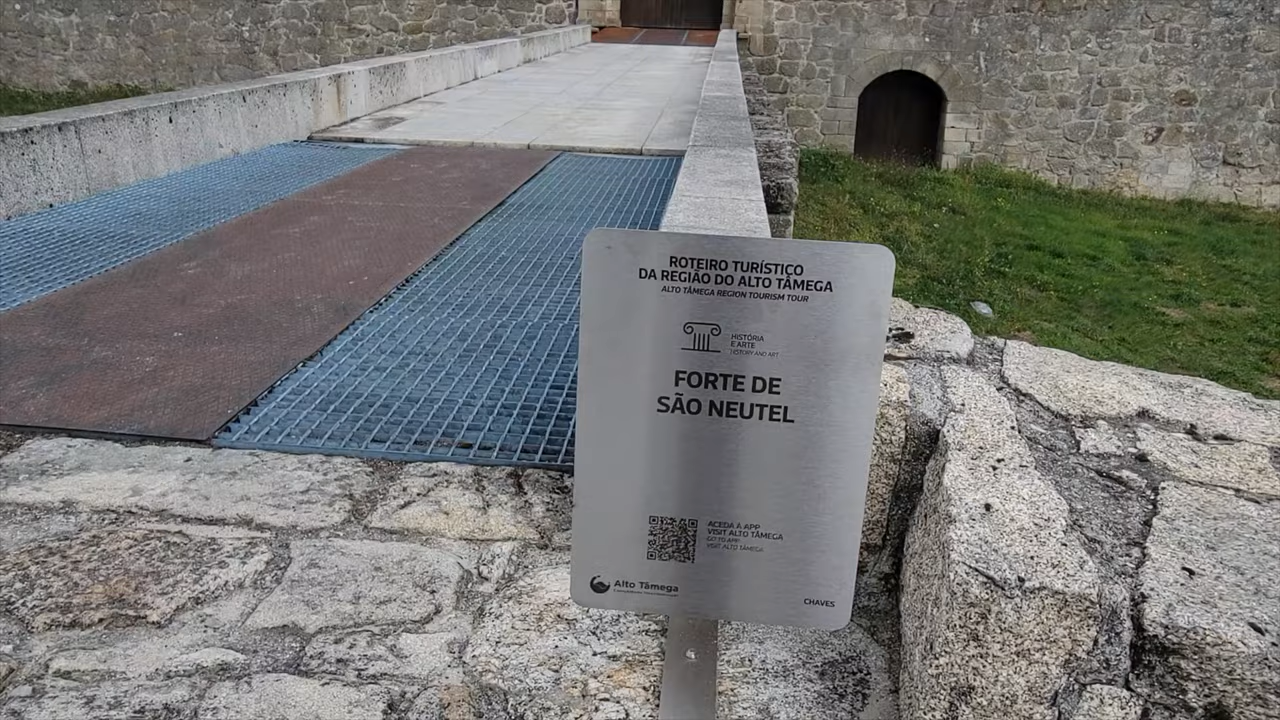 ROTEIRO TURÍSTICO
DA REGIÃO DO ALTO TÂMEGA
ALTO TÂMEGA REGION TOURISM TOUR
HISTÓRIA
E ARTE
HISTORY AND ART
FORTE DE
SÃO NEUTEL
ACEDA À APP
VISIT ALTO TÂMEGA
GO TO APP
VISIT ALTO TÂMEGA
Alto Tâmega
CHAVES